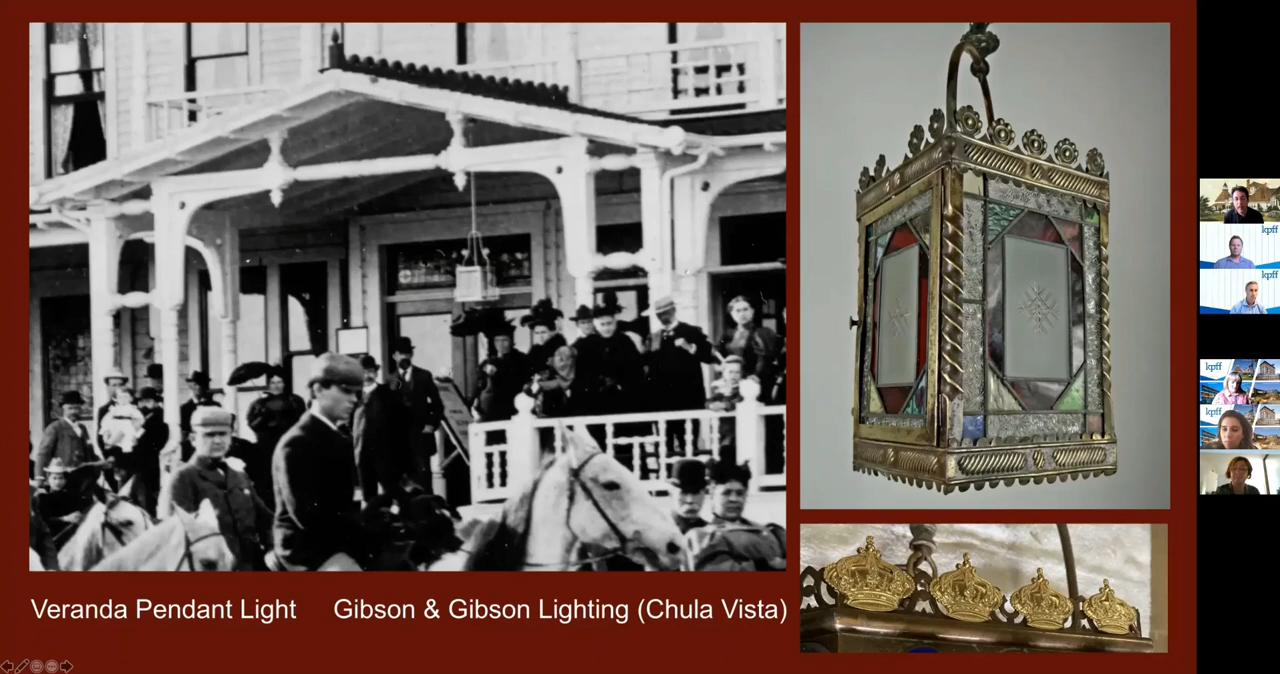 Veranda Pendant Light
Gibson & Gibson Lighting (Chula Vista)
kpff
kpff
kpff
kpff